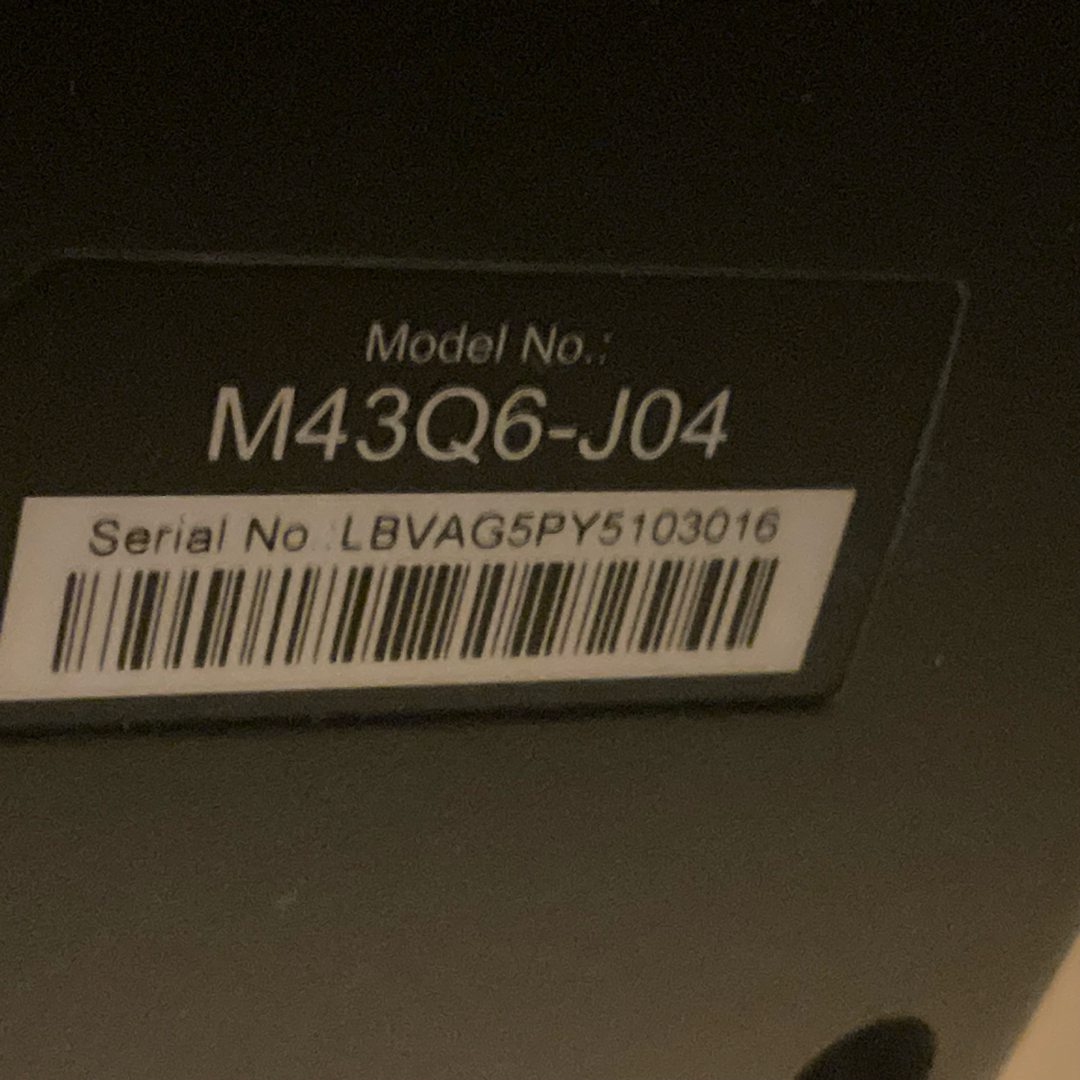 Model No.:
M43Q6-J04
Serial No.:LBVAG5PY5103016